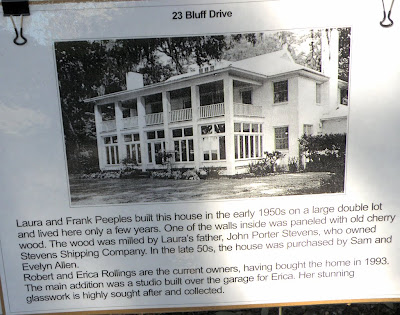 23 Bluff Drive
Laura and Frank Peeples built this house in the early 1950s on a large double lot
and lived here only a few years. One of the walls inside was paneled with old cherry
wood. The wood was milled by Laura's father, John Porter Stevens, who owned
Stevens Shipping Company. In the late 50s, the house was purchased by Sam and
Evelyn Allen.
Robert and Erica Rollings are the current owners, having bought the home in 1993.
The main addition was a studio built over the garage for Erica. Her stunning
glasswork is highly sought after and collected.